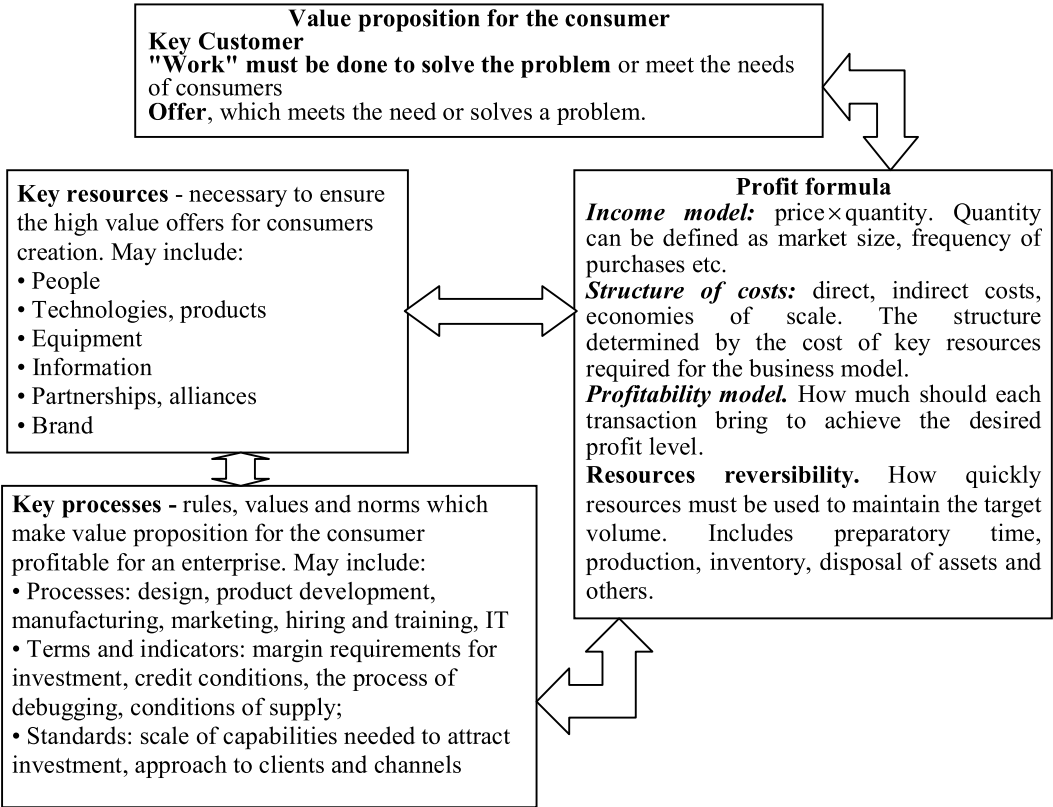 Value proposition for the consumer
Key Customer
"Work" must be done to solve the problem or meet the needs
of consumers
Offer, which meets the need or solves a problem.
Key resources - necessary to ensure
the high value offers for consumers
creation. May include:
• People
• Technologies, products
• Equipment
• Information
• Partnerships, alliances
• Brand
Profit formula
Income model: price×quantity. Quantity
can be defined as market size, frequency of
purchases etc.
Structure of costs: direct, indirect costs,
economies of scale. The structure
determined by the cost of key resources
required for the business model.
Profitability model. How much should each
transaction bring to achieve the desired
profit level.
Resources reversibility. How quickly
resources must be used to maintain the target
volume. Includes preparatory time,
production, inventory, disposal of assets and
others.
Key processes - rules, values and norms which
make value proposition for the consumer
profitable for an enterprise. May include:
• Processes: design, product development,
manufacturing, marketing, hiring and training, IT
• Terms and indicators: margin requirements for
investment, credit conditions, the process of
debugging, conditions of supply;
• Standards: scale of capabilities needed to attract
investment, approach to clients and channels